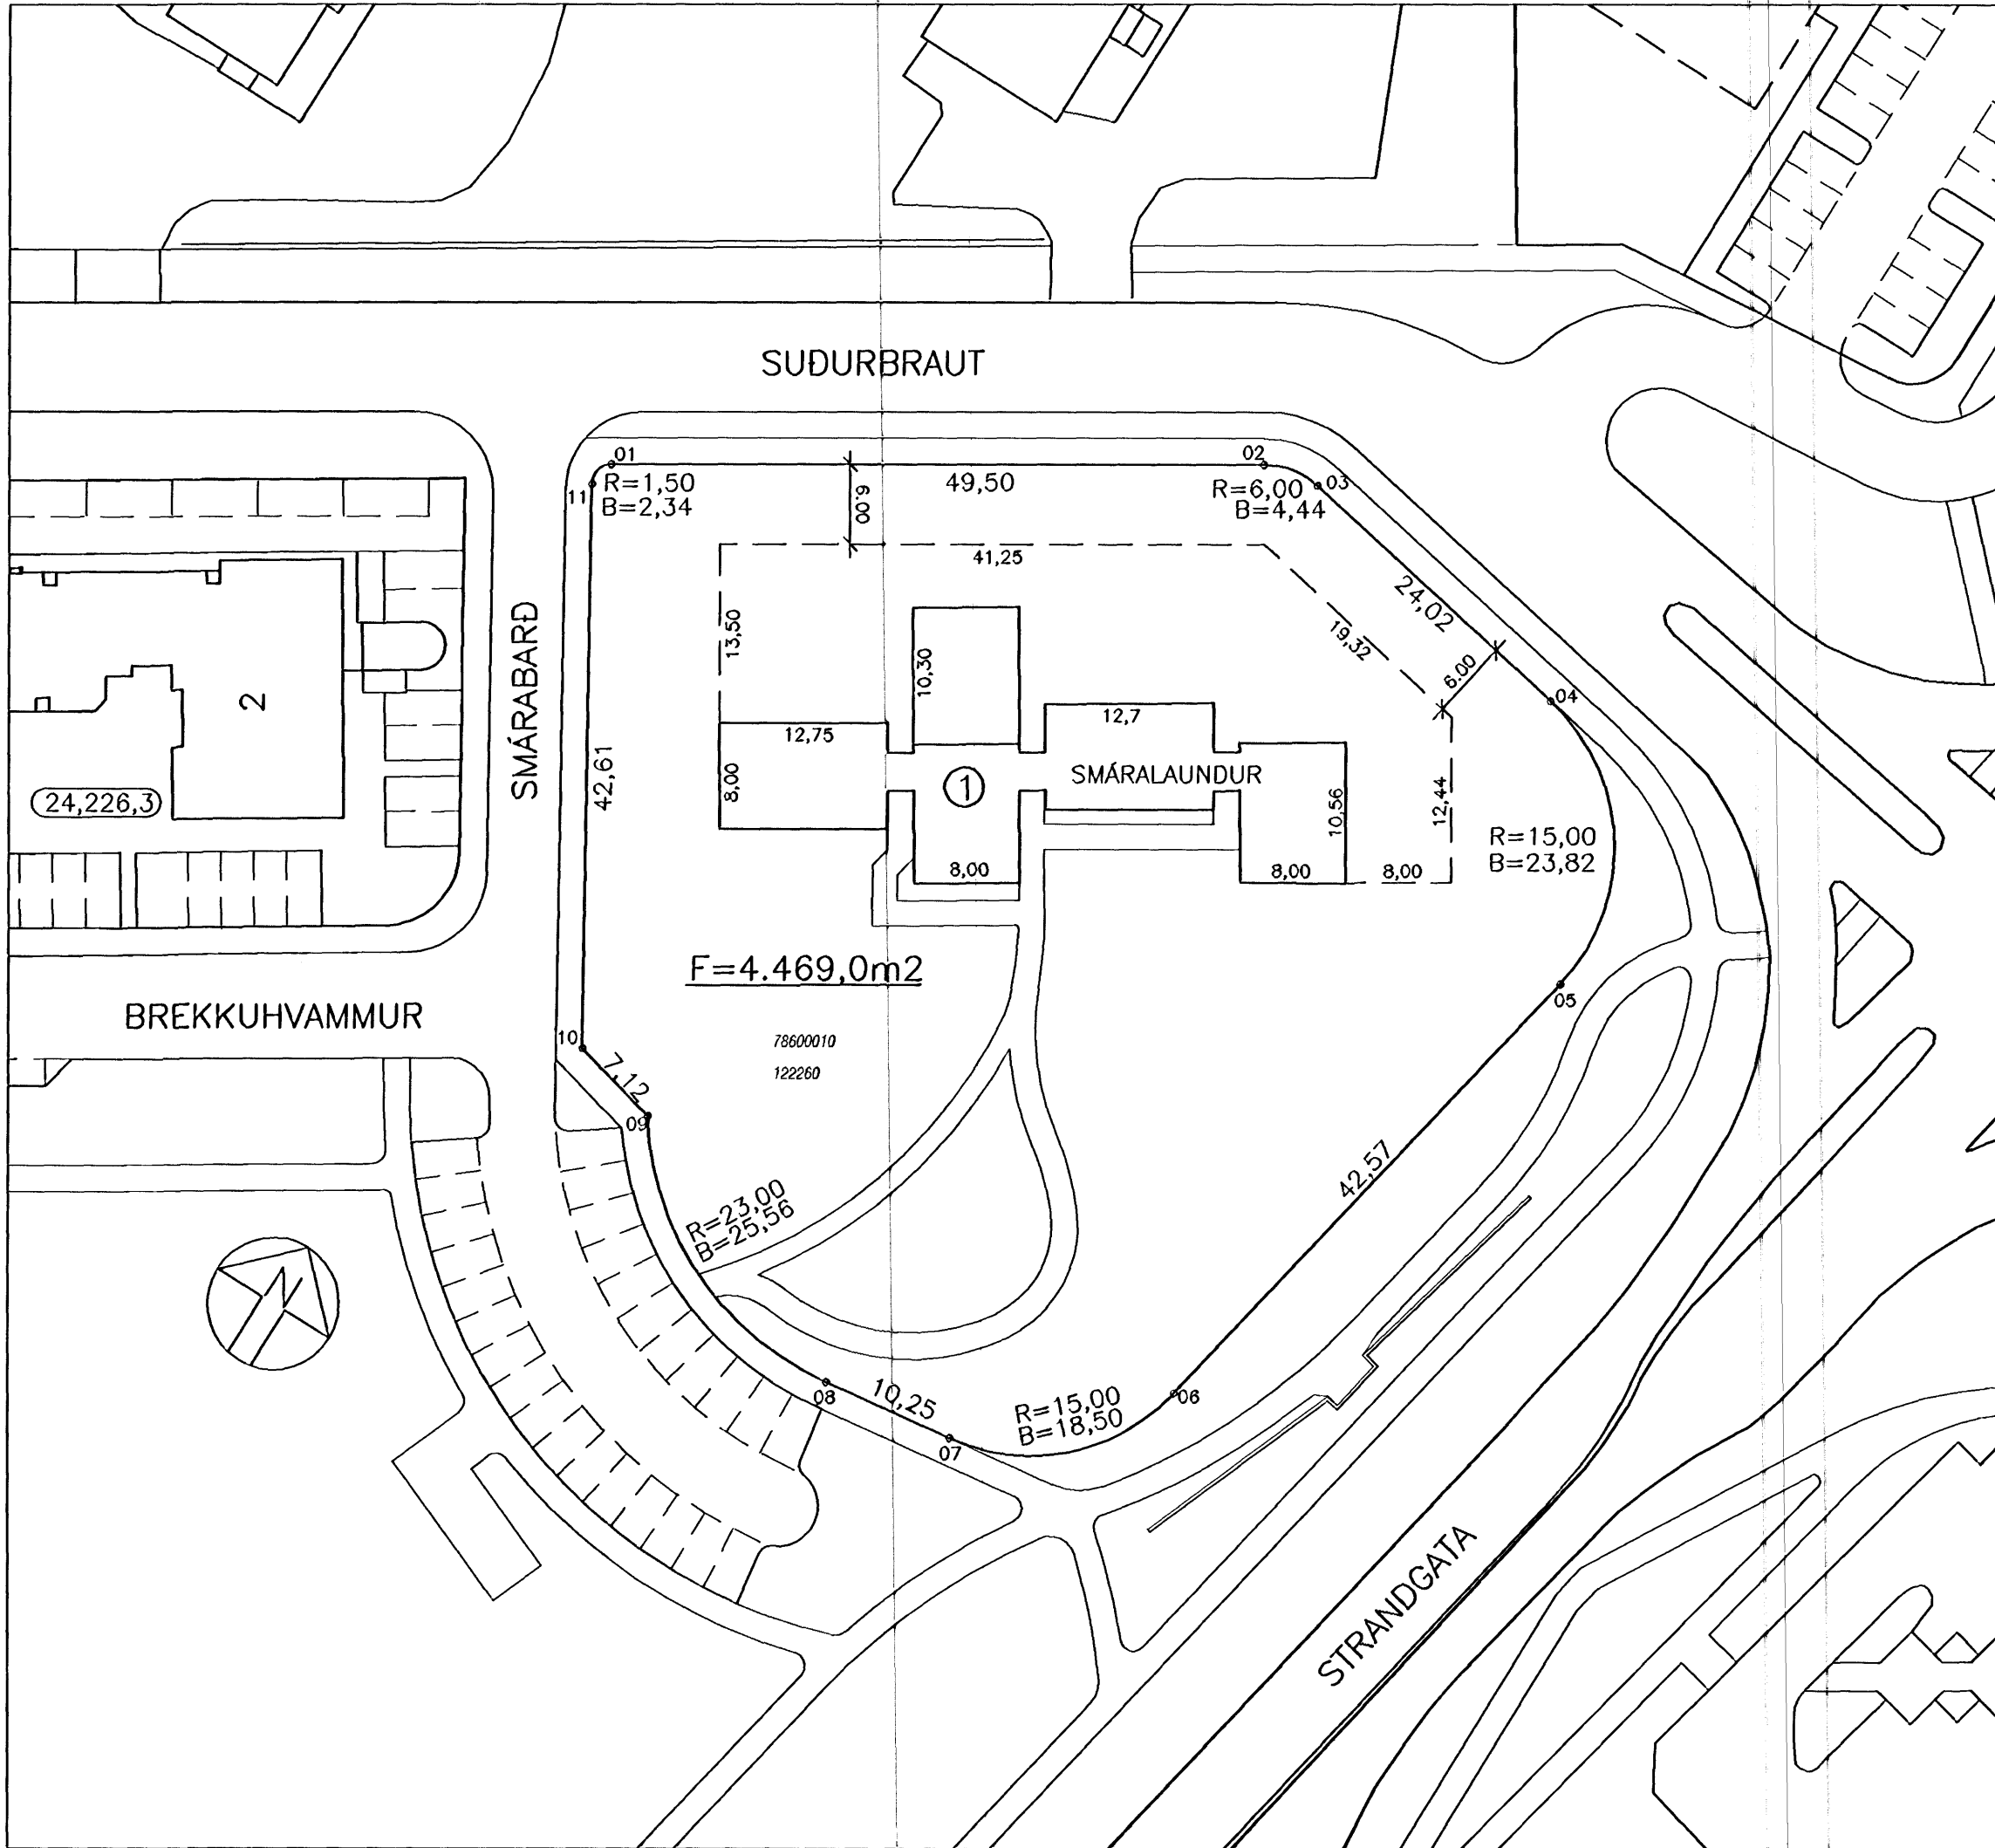 SUÐURBRAUT
01
02
R=1,50
B=2,34
49,50
R=6,00
B=4,44
03
11
6.00
41,25
24,02
19,32
6.00
13,50
10,30
SMÁRABARÐ
2
04
12,75
12,7
42,61
8,00
1
SMÁRALAUNDUR
24,226,3
10,56
12,44
R=15,00
B=23,82
8,00
8,00
8,00
F=4.469,0m2
05
BREKKUHVAMMUR
10
78600010
122260
7,12
09
42,57
R=23,00
B=25,56
N
08
10,25
R=15,00
B=18,50
06
07
STRANDGATA